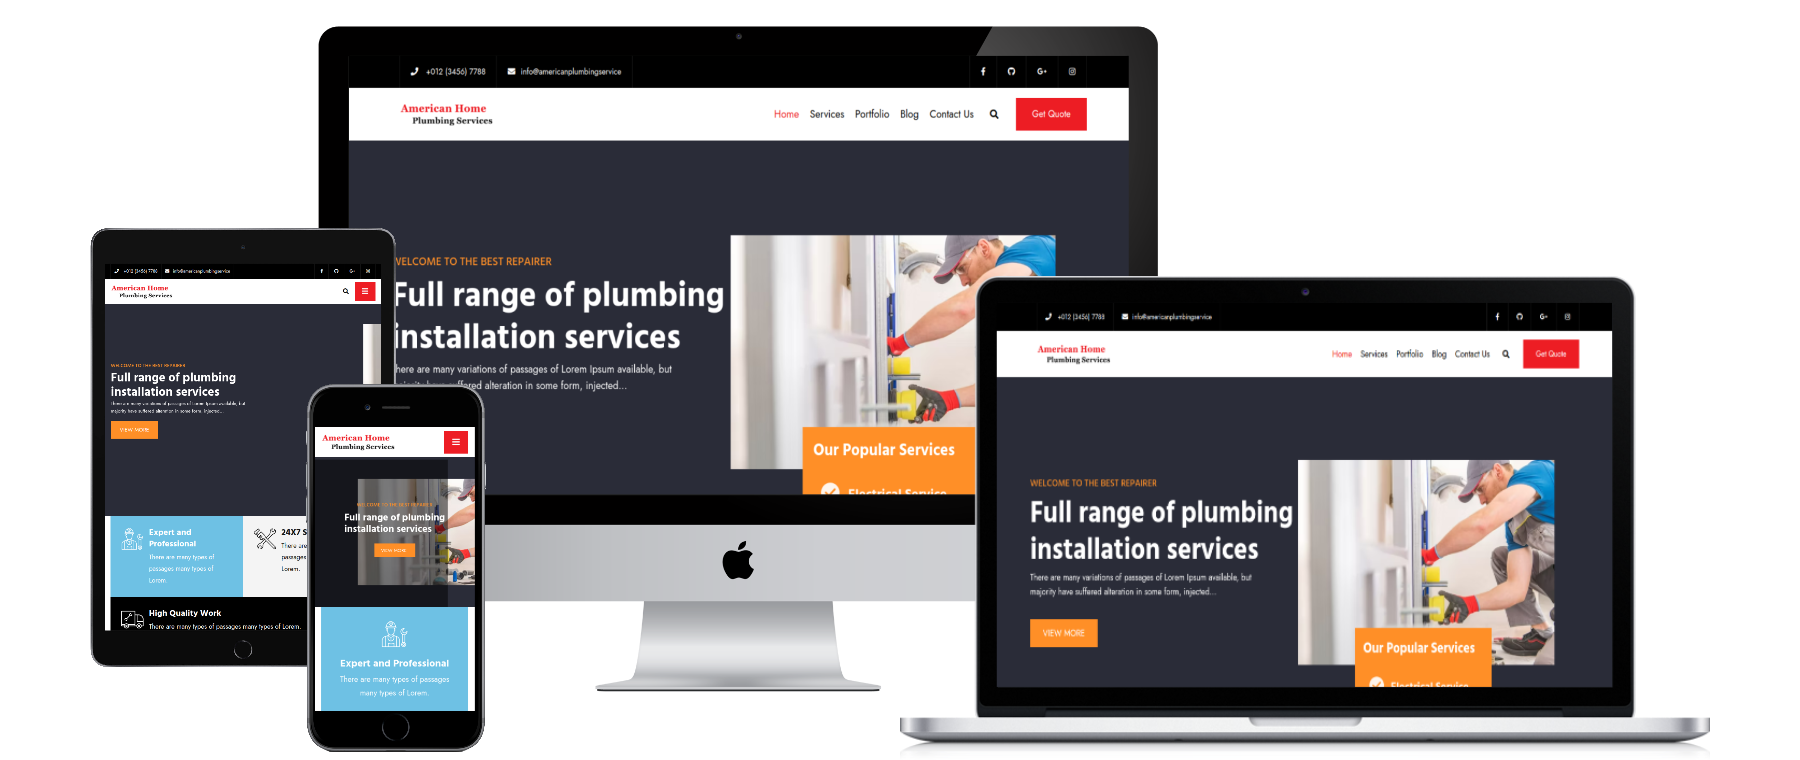 +012 (3456) 7788
info@americanplumbingservice
G+
American Home
Plumbing Services
Home
Services
Portfolio
Blog
Contact Us
Get Quote
WELCOME TO THE BEST REPAIRER
Full range of plumbing
installation services
here are many variations of passages of Lorem Ipsum available, but
have suffered alteration in some form, injected...
Our Popular Services
Electrical Service
+012 (3456) 7788
info@americanplumbingservice
G+
American Home
Plumbing Services
WELCOME TO THE BEST REPAIRER
Full range of plumbing
installation services
There are many variations of passages of Lorem Ipsum available, but
majority have suffered alteration in some form, injected...
VIEW MORE
Expert and
Professional
There are many types of
passages many types of
Lorem.
24X7 S
There are
passages
Lorem.
High Quality Work
There are many types of passages many types of Lorem.
American Home
Plumbing Services
WELCOME TO THE BEST REPAIRER
Full range of plumbing
installation services
VIEW MORE
Expert and Professional
There are many types of passages
many types of Lorem.
+012 (3456) 7788
info@americanplumbingservice
G+
American Home
Plumbing Services
Home
Services
Portfolio
Blog
Contact Us
Get Quote
WELCOME TO THE BEST REPAIRER
Full range of plumbing
installation services
There are many variations of passages of Lorem Ipsum available, but
majority have suffered alteration in some form, injected...
VIEW MORE
Our Popular Services
Electrical Service